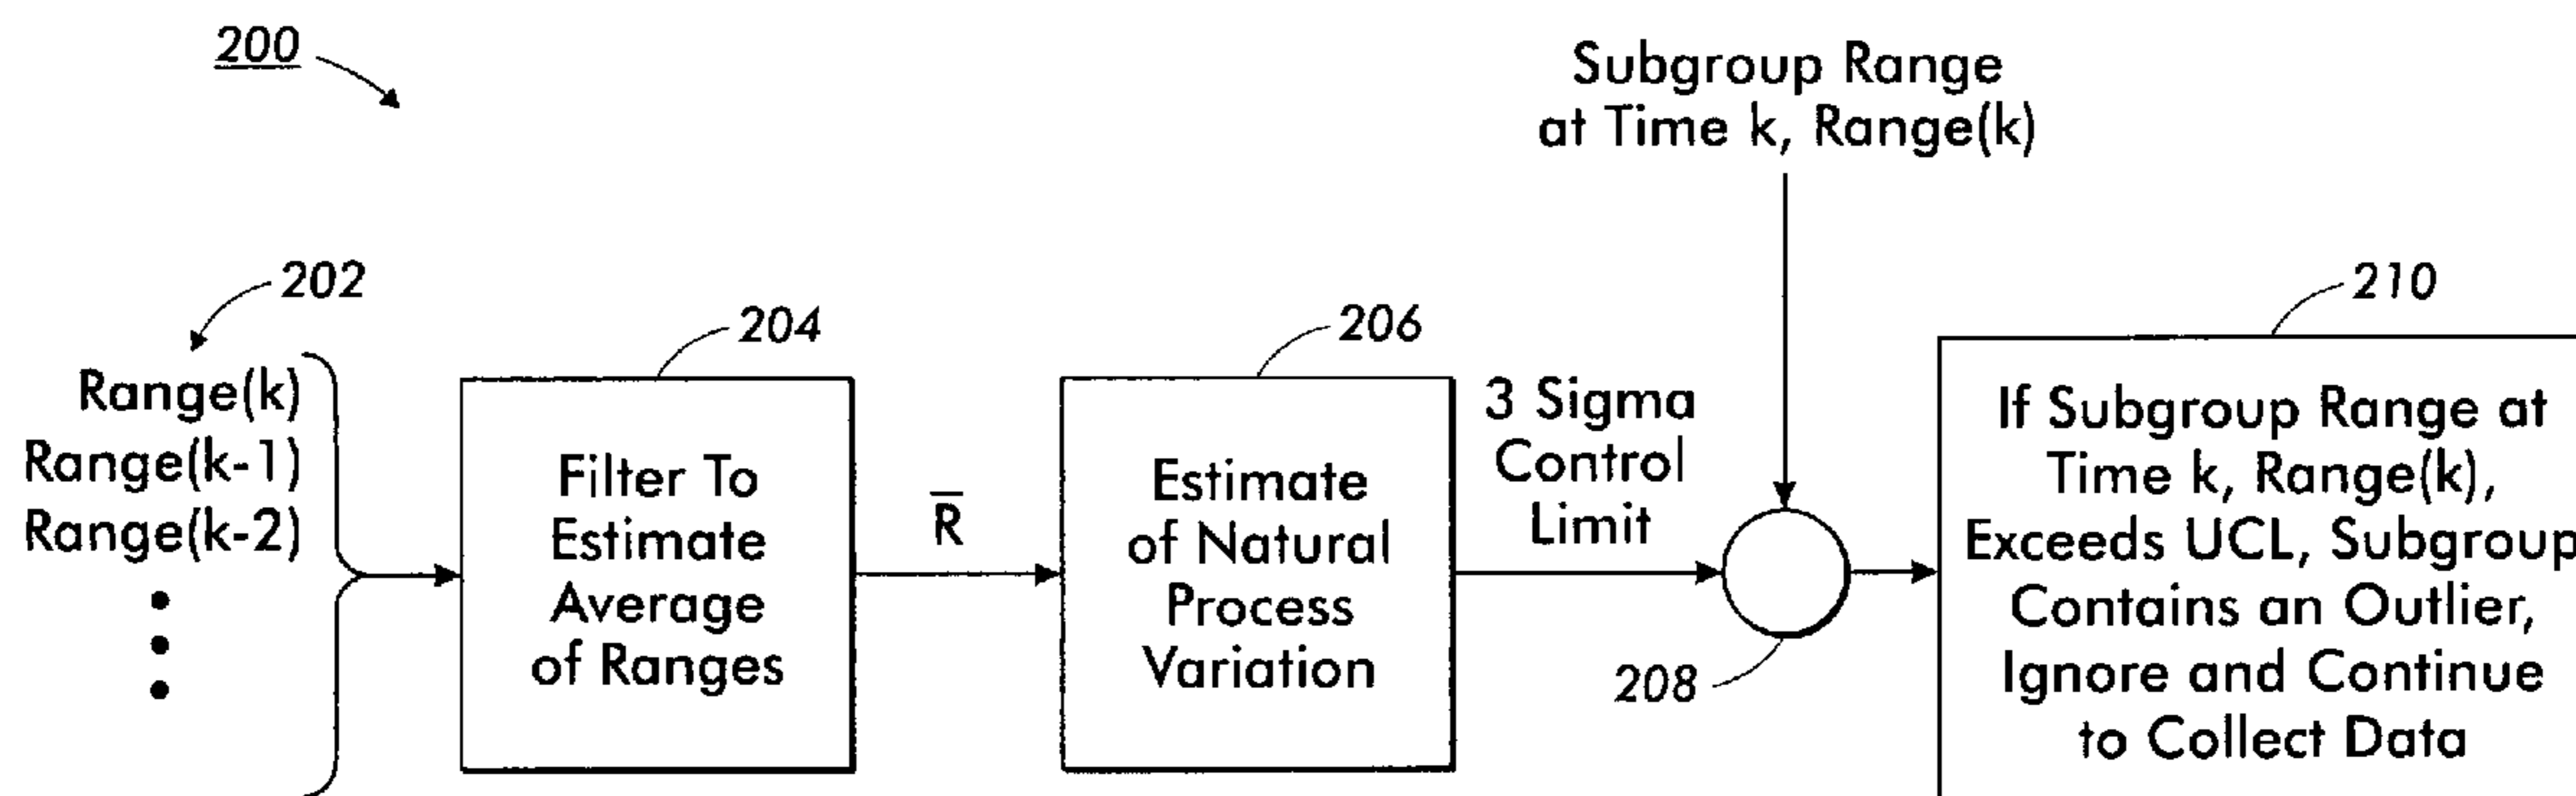 200
Subgroup Range
at Time k, Range(k)
202
Range(k)
Range(k-1)
Range(k-2)
204
Filter To
Estimate
Average
of Ranges
R̅
206
Estimate
of Natural
Process
Variation
3 Sigma
Control
Limit
208
210
If Subgroup Range at
Time k, Range(k),
Exceeds UCL, Subgroup
Contains an Outlier,
Ignore and Continue
to Collect Data